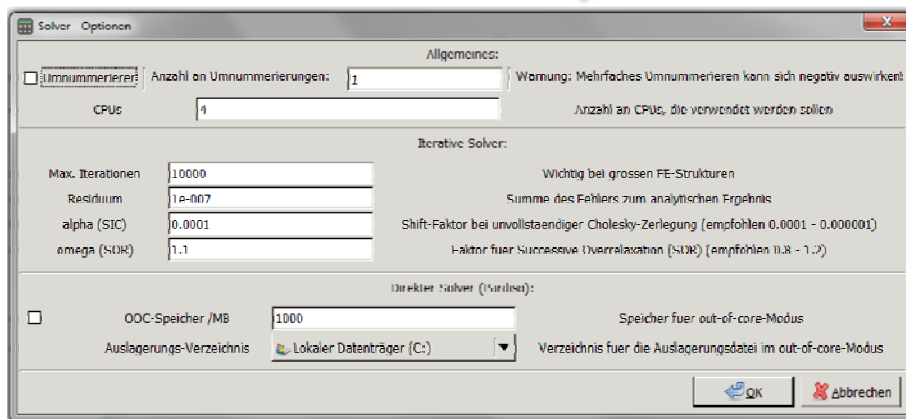 Solver Optionen
Allgemeines:
Umnummerieren Anzahl an Umnummerierungen: 1 Warnung: Mehrfaches Umnummerieren kann sich negativ auswirken!
CPUs 4 Anzahl an CPUs, die verwendet werden sollen
Iterative Solver:
Max. Iterationen 10000 Wichtig bei grossen FE-Strukturen
Residuum 1e-007 Summe des Fehlers zum analytischen Ergebnis
alpha (SIC) 0.0001 Shift-Faktor bei unvollstaendiger Cholesky-Zerlegung (empfohlen 0.0001 - 0.000001)
omega (SOR) 1.1 Faktor fuer Successive Overrelaxation (SOR) (empfohlen 0.8 - 1.2)
Direkter Solver (Pardiso):
OOC-Speicher /MB 1000 Speicher fuer out-of-core-Modus
Auslagerungs-Verzeichnis Lokaler Datenträger (C:) Verzeichnis fuer die Auslagerungsdatei im out-of-core-Modus
OK Abbrechen